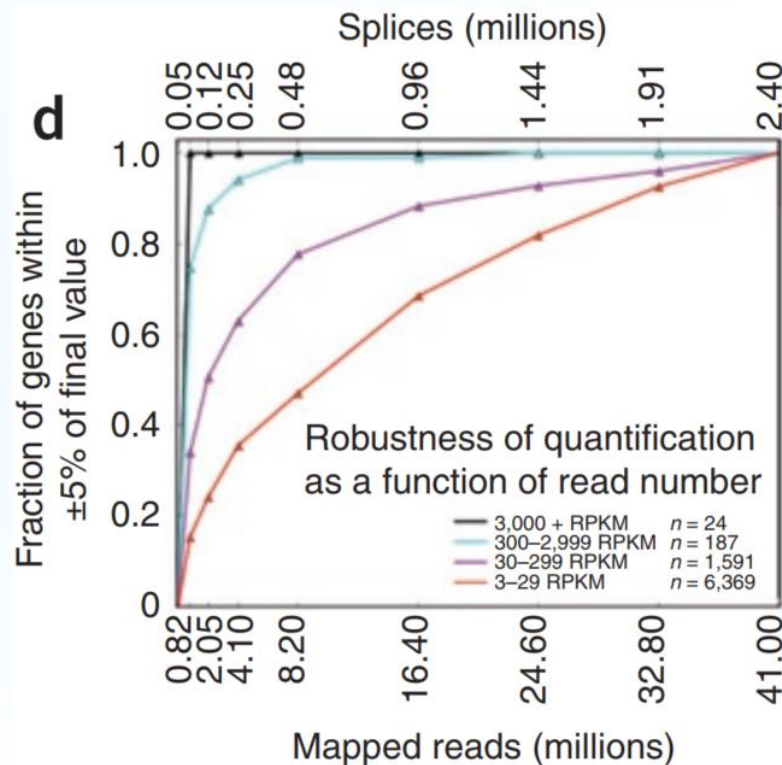 Splices (millions)
0.05 0.12 0.25 0.48 0.96 1.44 1.91 2.40
d
1.0
0.8
0.6
0.4
0.2
0
Fraction of genes within
±5% of final value
Robustness of quantification
as a function of read number
3,000 + RPKM n = 24
300–2,999 RPKM n = 187
30–299 RPKM n = 1,591
3–29 RPKM n = 6,369
0.82 2.05 4.10 8.20 16.40 24.60 32.80 41.00
Mapped reads (millions)